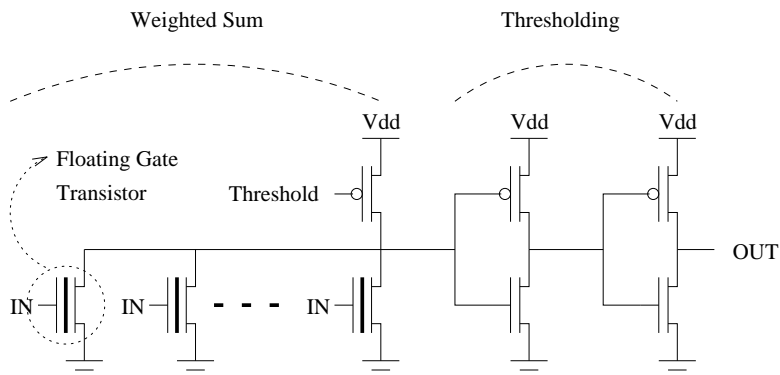 Weighted Sum
Thresholding
Vdd
Vdd
Vdd
Floating Gate
Transistor
Threshold
OUT
IN
IN
IN